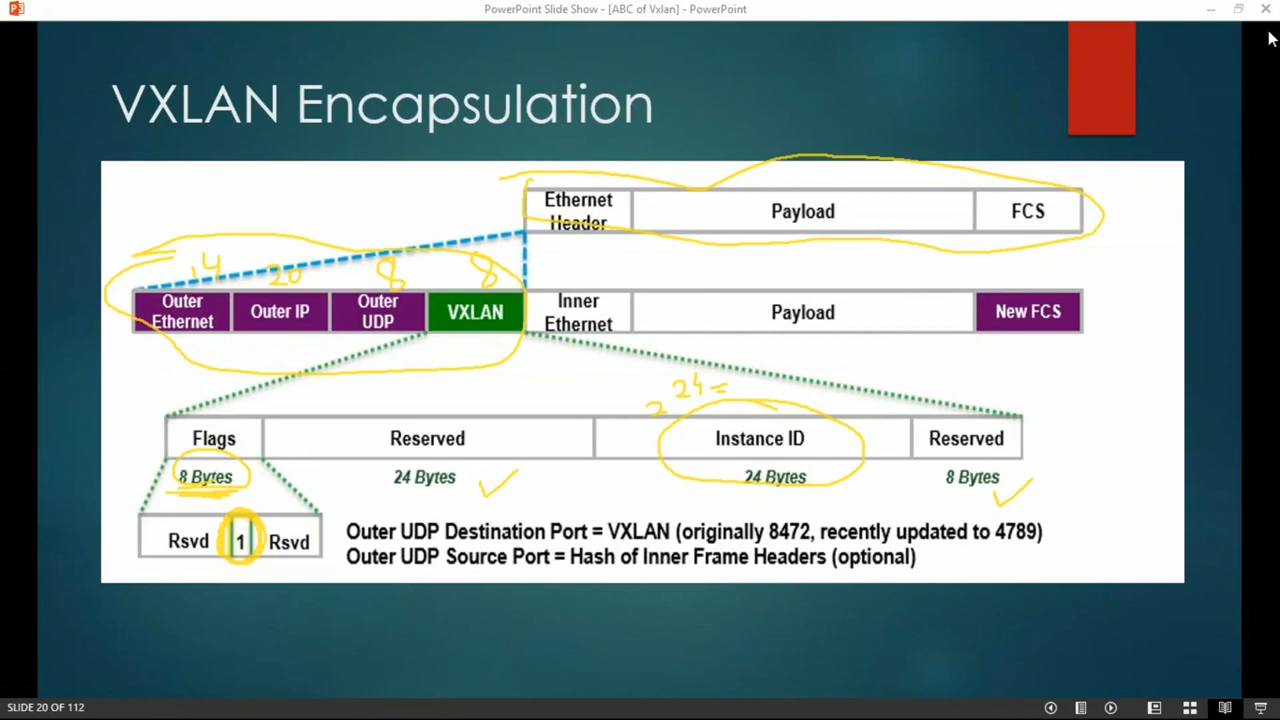 PowerPoint Slide Show - [ABC of Vxlan] - PowerPoint
VXLAN Encapsulation
Ethernet Header
Payload
FCS
14
20
8
8
Outer Ethernet
Outer IP
Outer UDP
VXLAN
Inner Ethernet
Payload
New FCS
2 24 =
Flags
Reserved
Instance ID
Reserved
8 Bytes
24 Bytes
24 Bytes
8 Bytes
Rsvd
1
Rsvd
Outer UDP Destination Port = VXLAN (originally 8472, recently updated to 4789)
Outer UDP Source Port = Hash of Inner Frame Headers (optional)
SLIDE 20 OF 112